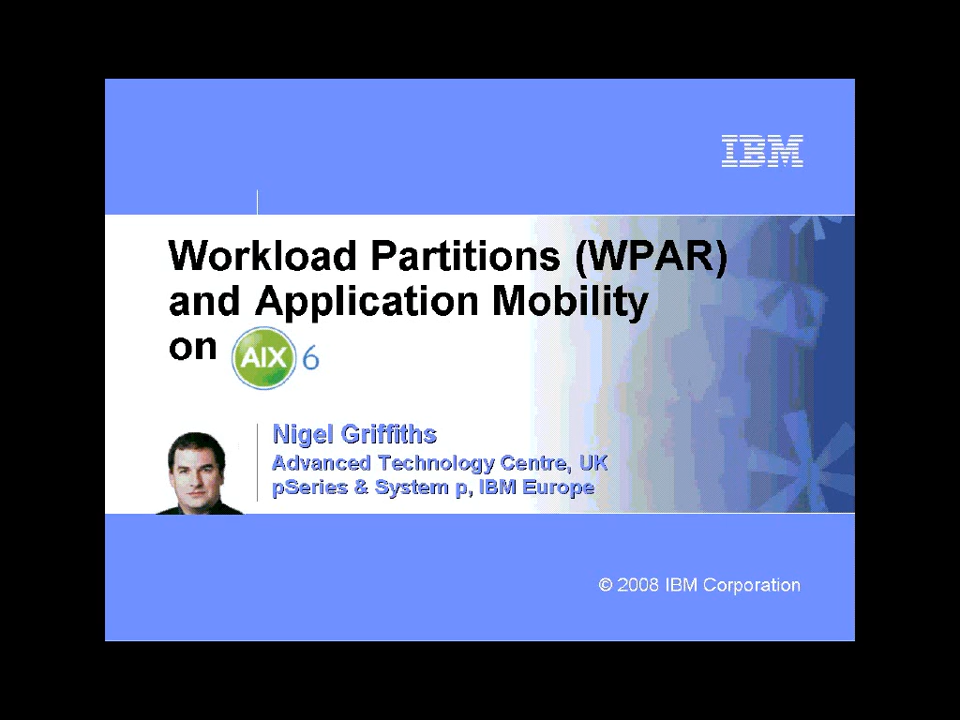 IBM
Workload Partitions (WPAR)
and Application Mobility
on AIX 6
Nigel Griffiths
Advanced Technology Centre, UK
pSeries & System p, IBM Europe
© 2008 IBM Corporation